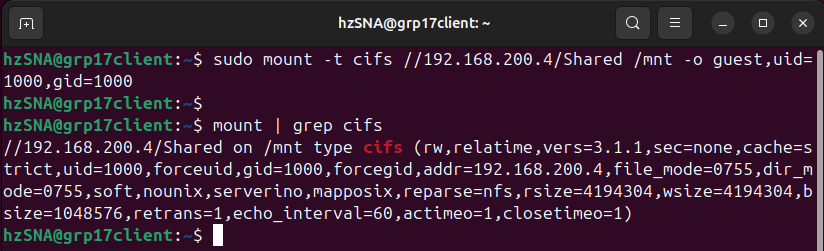 hzSNA@grp17client: ~
hzSNA@grp17client:~$ sudo mount -t cifs //192.168.200.4/Shared /mnt -o guest,uid=
1000,gid=1000
hzSNA@grp17client:~$
hzSNA@grp17client:~$ mount | grep cifs
//192.168.200.4/Shared on /mnt type cifs (rw,relatime,vers=3.1.1,sec=none,cache=s
trict,uid=1000,forceuid,gid=1000,forcegid,addr=192.168.200.4,file_mode=0755,dir_m
ode=0755,soft,nounix,serverino,mapposix,reparse=nfs,rsize=4194304,wsize=4194304,b
size=1048576,retrans=1,echo_interval=60,actimeo=1,closetimeo=1)
hzSNA@grp17client:~$